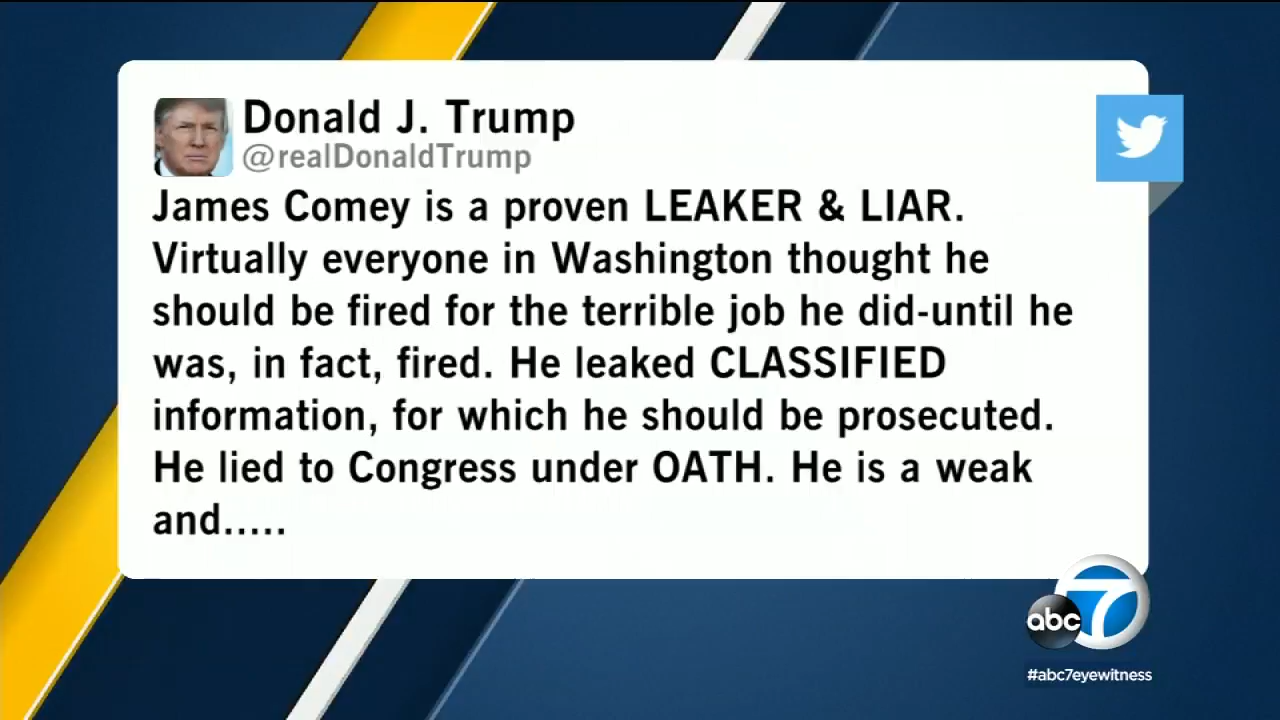 Donald J. Trump
@realDonaldTrump
James Comey is a proven LEAKER & LIAR.
Virtually everyone in Washington thought he
should be fired for the terrible job he did-until he
was, in fact, fired. He leaked CLASSIFIED
information, for which he should be prosecuted.
He lied to Congress under OATH. He is a weak
and.....
abc 7
#abc7eyewitness